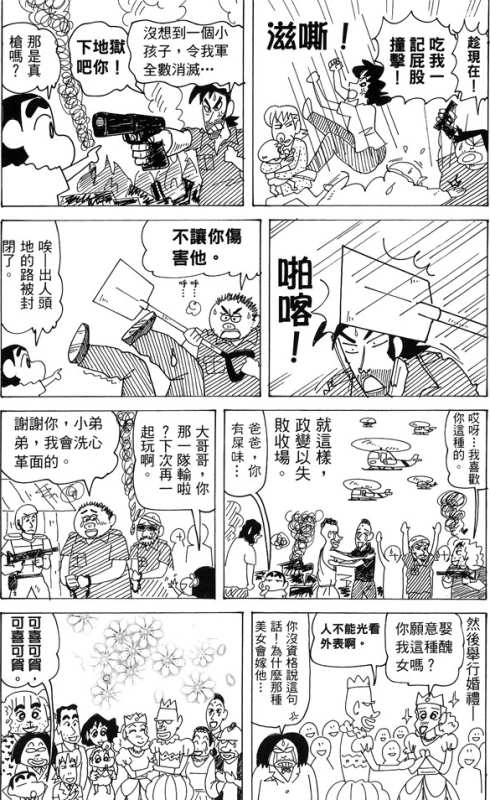 趁現在！
吃我一
記屁股
撞擊！
滋嘶！
沒想到一個小
孩子，令我軍
全數消滅…
下地獄
吧你！
那是真
槍嗎？
啪喀！
不讓你傷
害他。
呼…
呼…
唉—出人頭
地的路被封
閉了。
哎呀…我喜歡
你這種的。
就這樣，
政變以失
敗收場。
爸爸，你
有屎味…
大哥哥，你
那一隊輸啦
？下次再一
起玩啊。
謝謝你，小弟
弟，我會洗心
革面的。
然後舉行婚禮—
你願意娶
我這種醜
女嗎？
人不能光看
外表啊。
你沒資格說這句
話！為什麼那種
美女會嫁他…
可喜可賀，
可喜可賀。